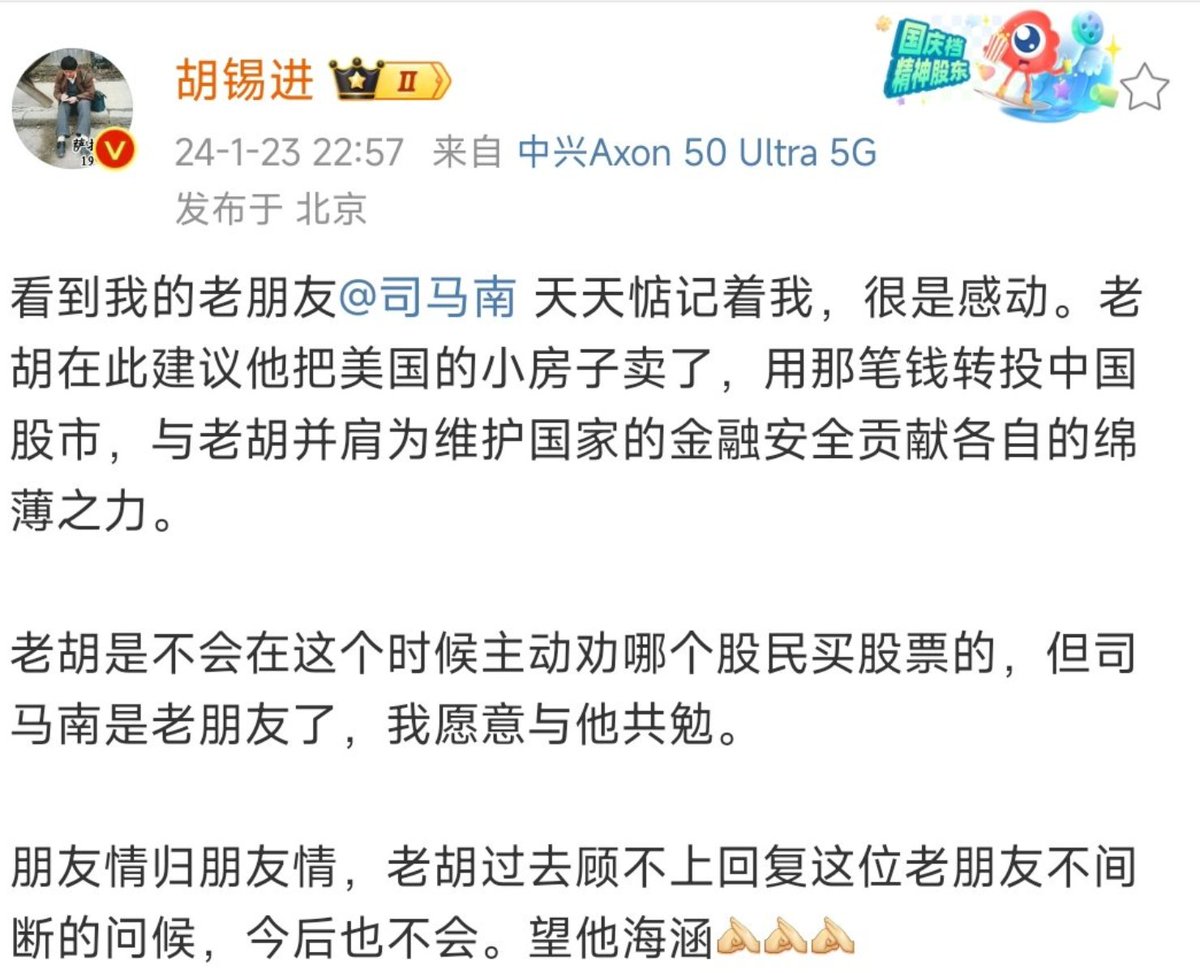 胡锡进 II
国庆档
精神股东
萨拉
19
24-1-23 22:57 来自 中兴Axon 50 Ultra 5G
发布于 北京
看到我的老朋友@司马南 天天惦记着我，很是感动。老
胡在此建议他把美国的小房子卖了，用那笔钱转投中国
股市，与老胡并肩为维护国家的金融安全贡献各自的绵
薄之力。
老胡是不会在这个时候主动劝哪个股民买股票的，但司
马南是老朋友了，我愿意与他共勉。
朋友情归朋友情，老胡过去顾不上回复这位老朋友不间
断的问候，今后也不会。望他海涵🫴🫴🫴